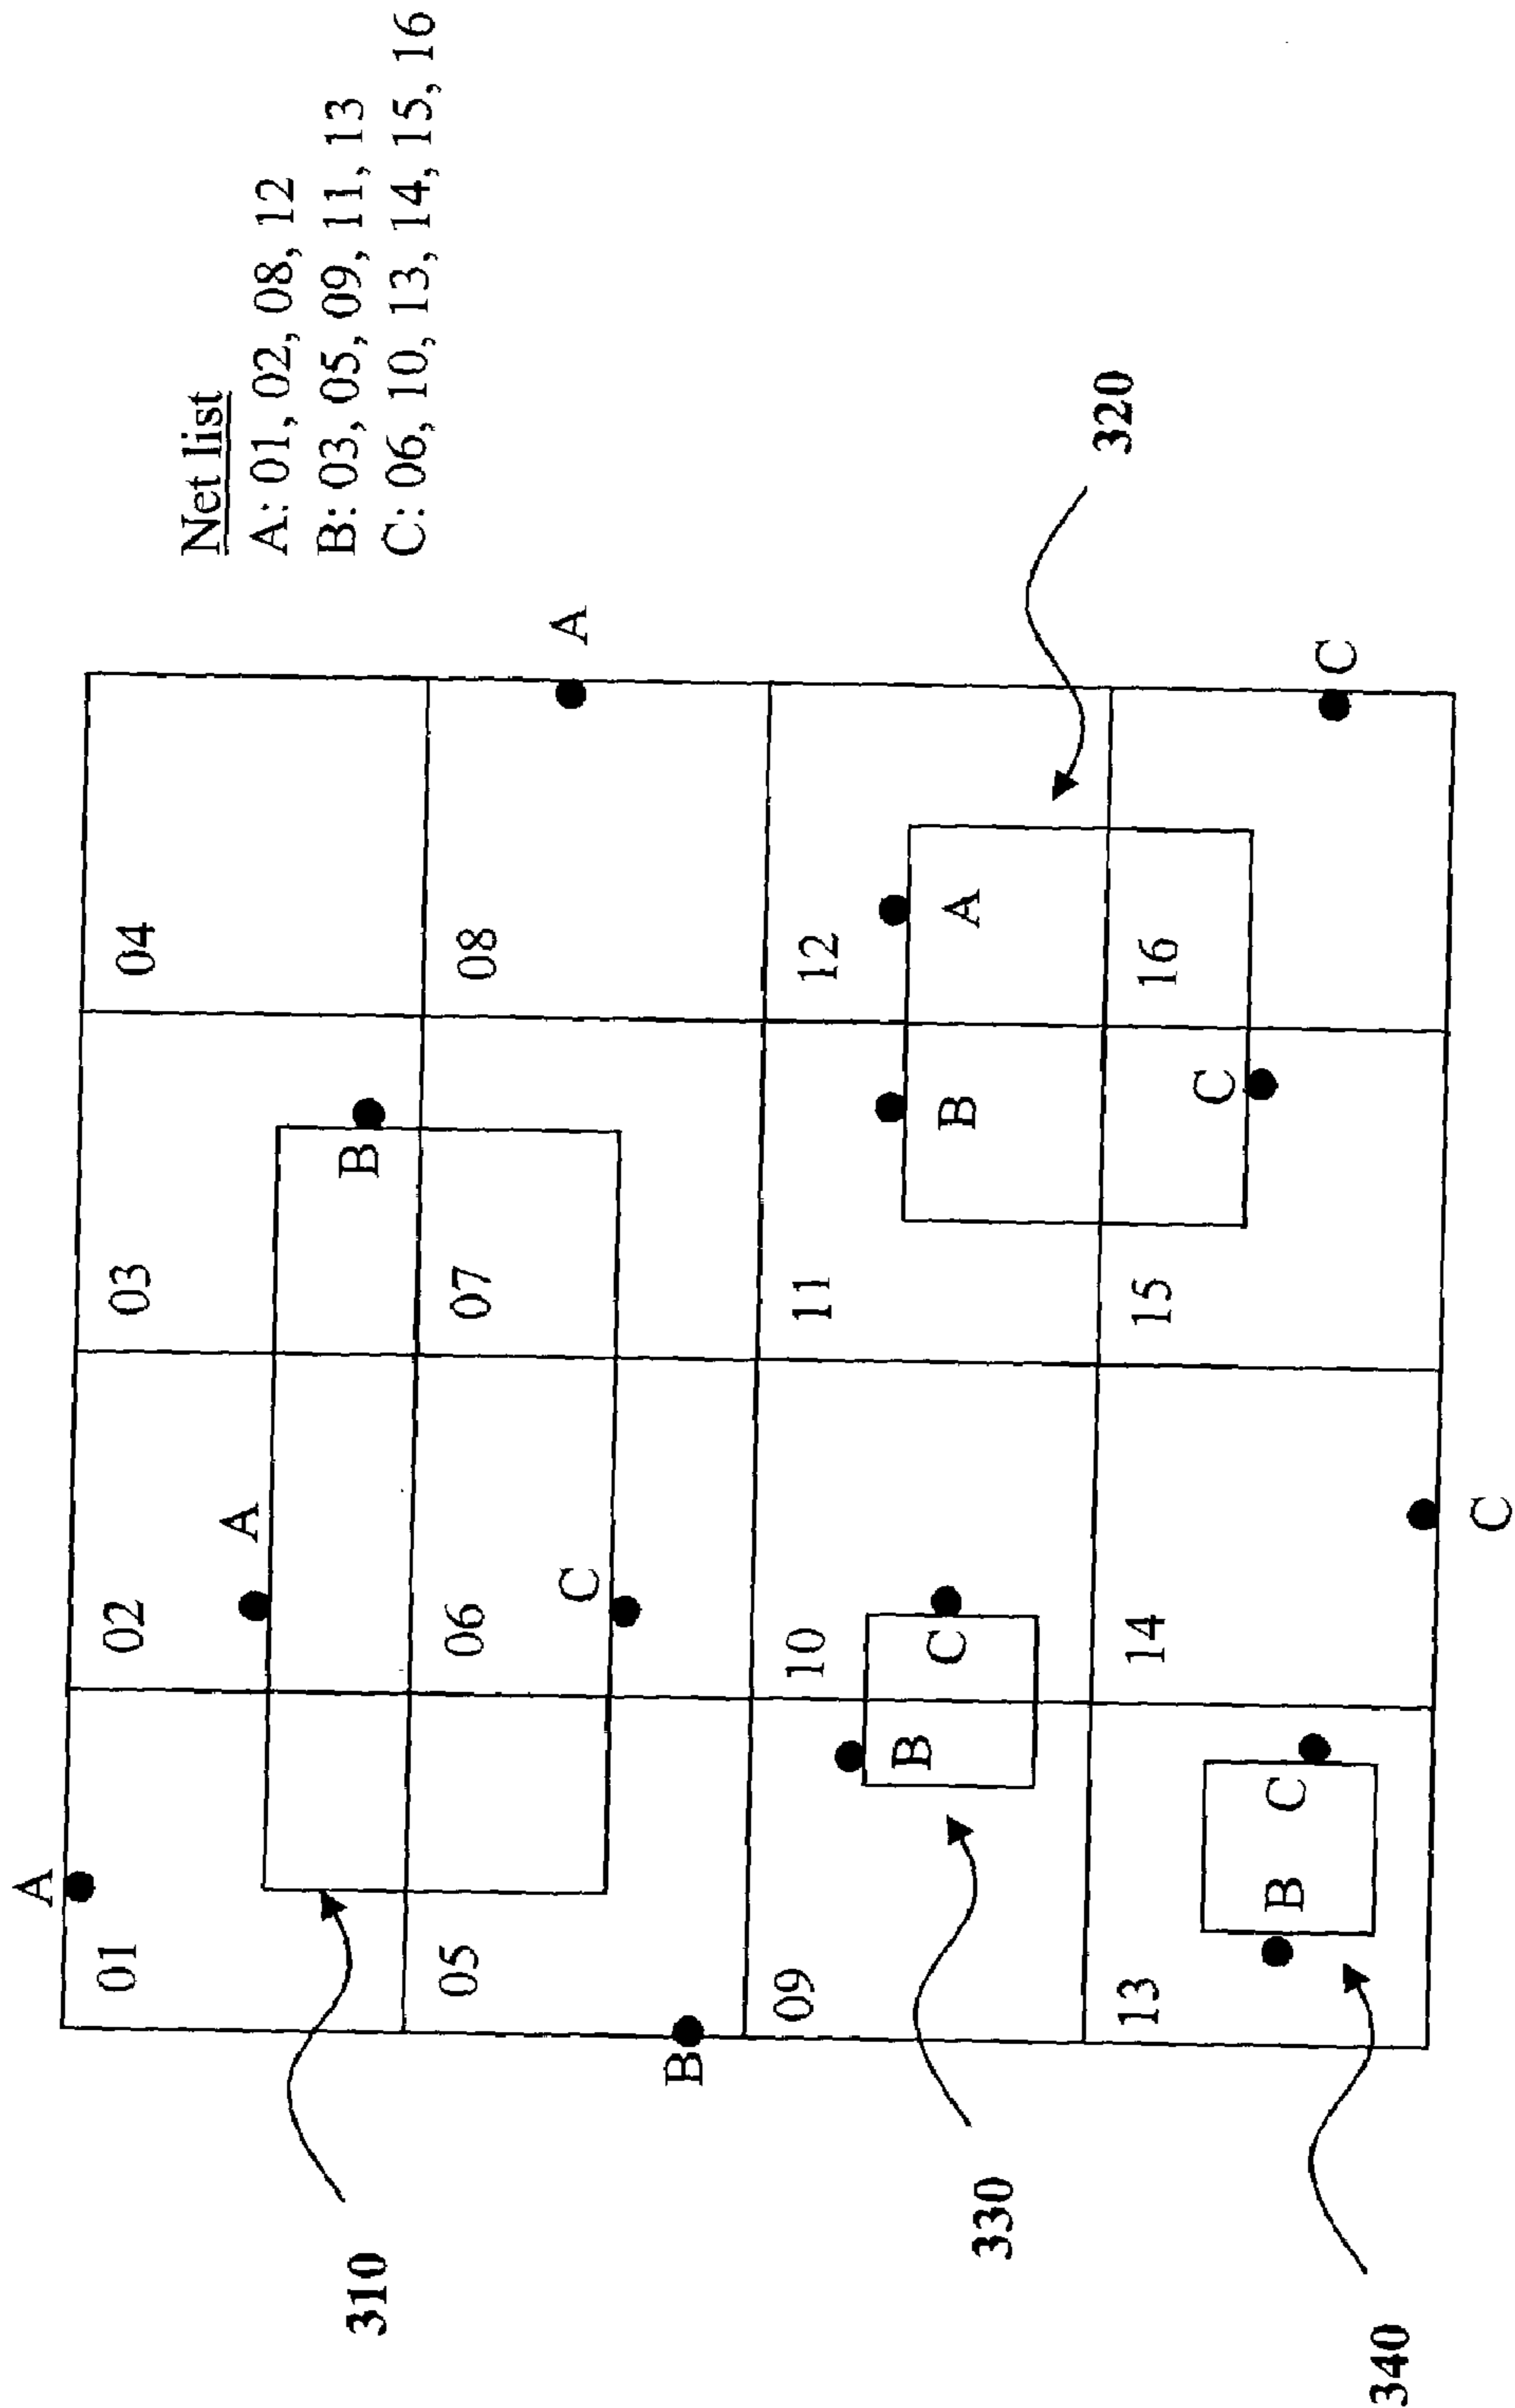 A
01 02 03 04
Net list
A: 01, 02, 08, 12
B: 03, 05, 09, 11, 13
C: 06, 10, 13, 14, 15, 16
A
B
310
05 06 07 08
C
A
B
09 10 11 12
B C B A
330
320
13 14 15 16
C
B C
C
340
C